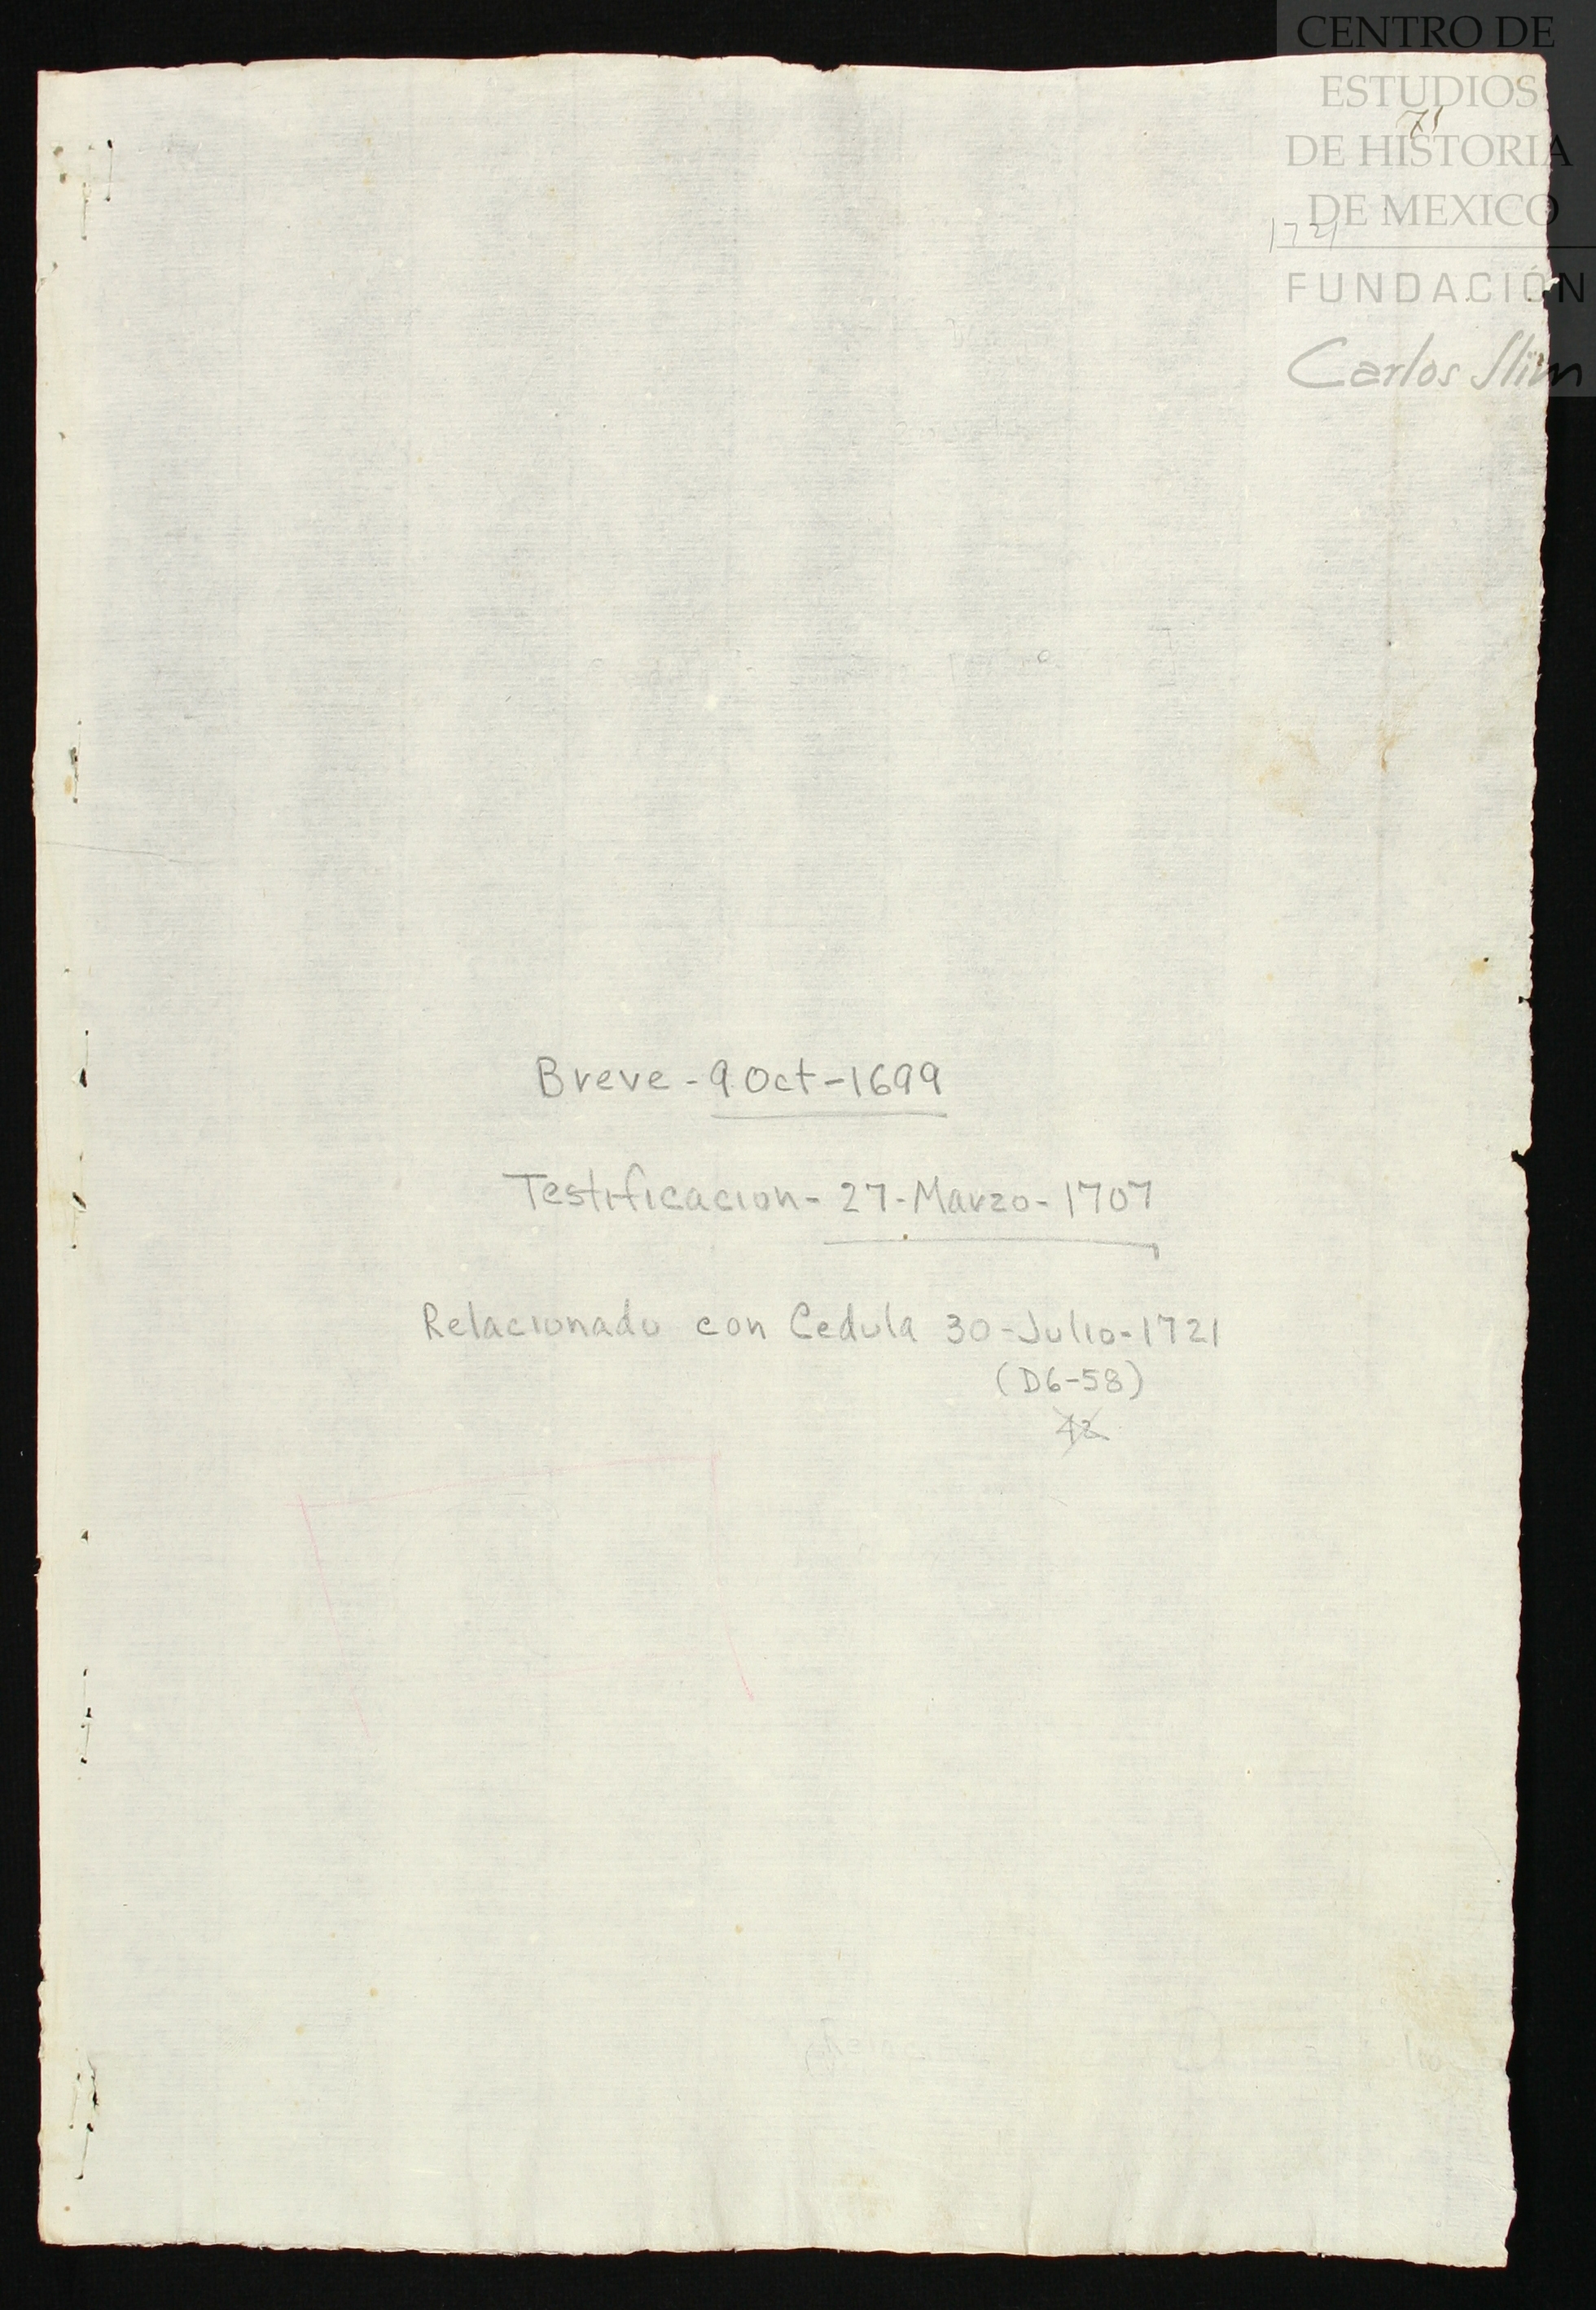 CENTRO DE
ESTUDIOS
71
DE HISTORIA
DE MEXICO
1721
FUNDACIÓN
Carlos Slim
Breve - 9 Oct - 1699
Testificacion - 27 - Marzo - 1707
Relacionado con Cedula 30 - Julio - 1721
(D6-58)
42